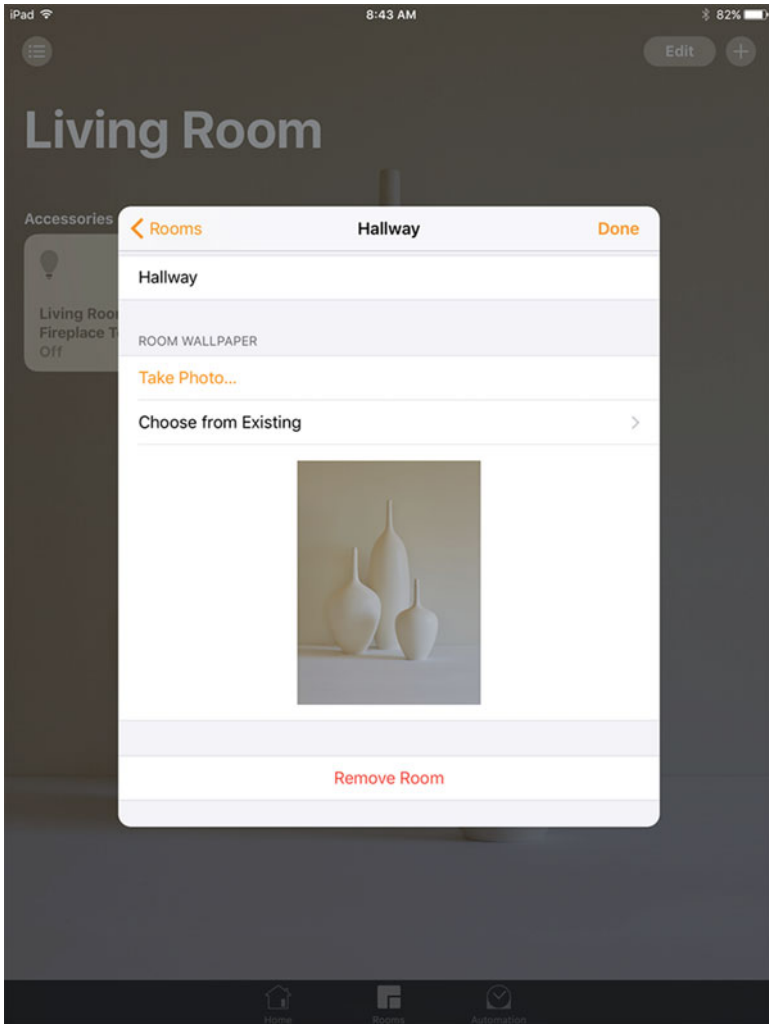 iPad 8:43 AM 82%
Edit
Living Room
Accessories
Living Roo
Fireplace T
Off
Rooms Hallway Done
Hallway
ROOM WALLPAPER
Take Photo...
Choose from Existing
Remove Room
Home Rooms Automation